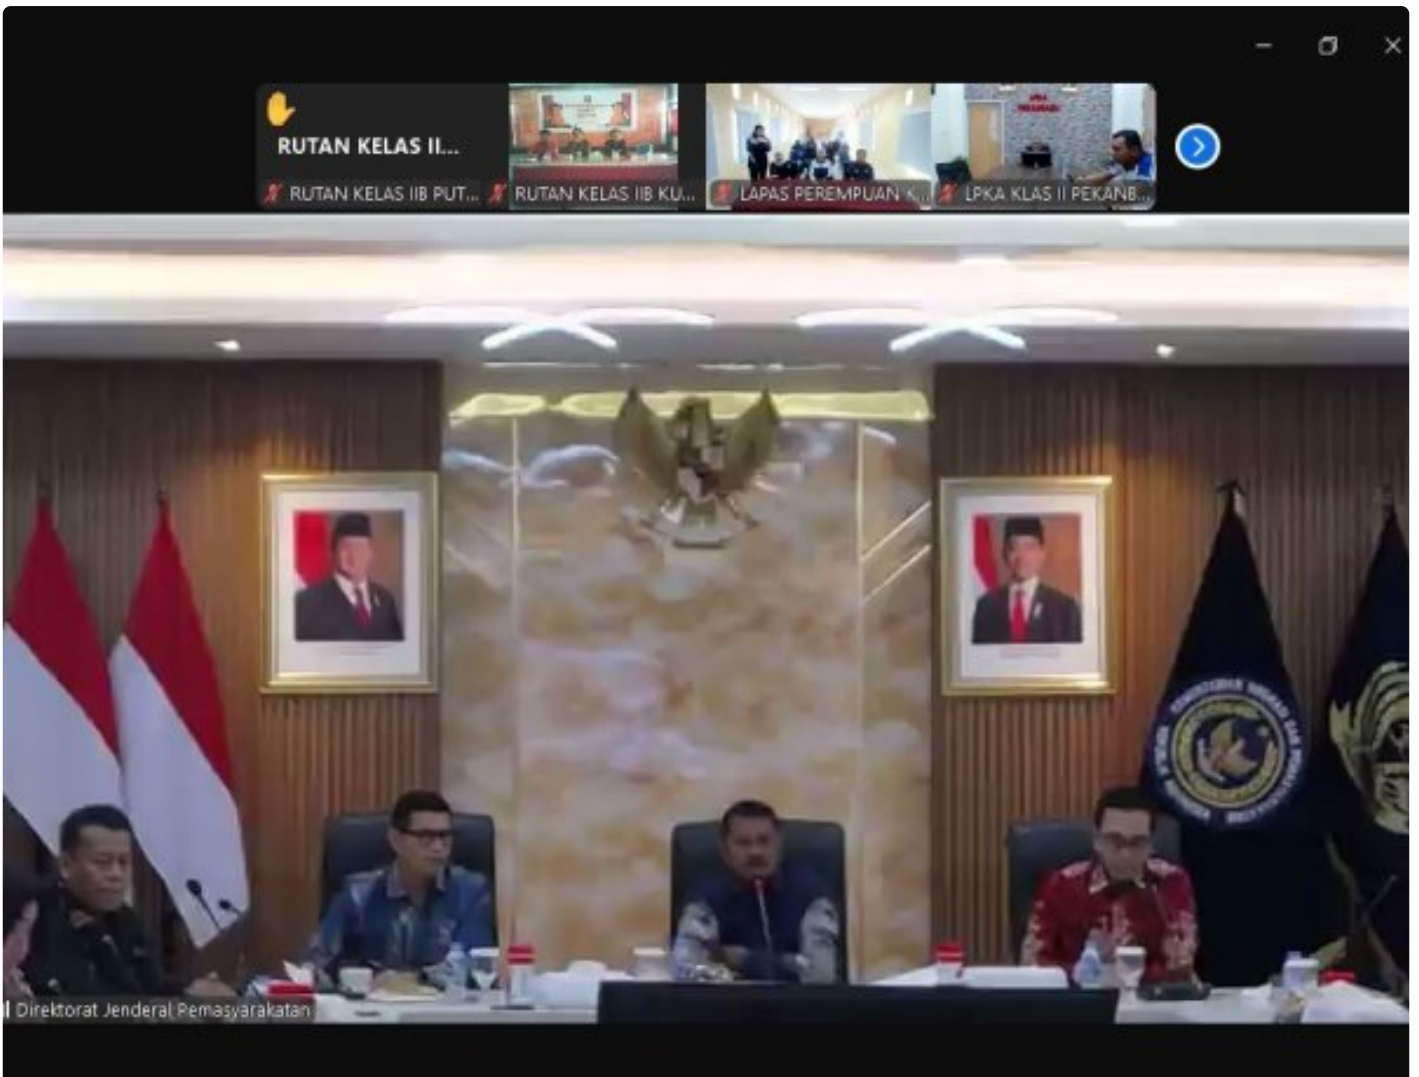 RUTAN KELAS II...
RUTAN KELAS IIB PUT...
RUTAN KELAS IIB KU...
LAPAS PEREMPUAN K...
LPKA KLAS II PEKANB...
Direktorat Jenderal Pemasyarakatan